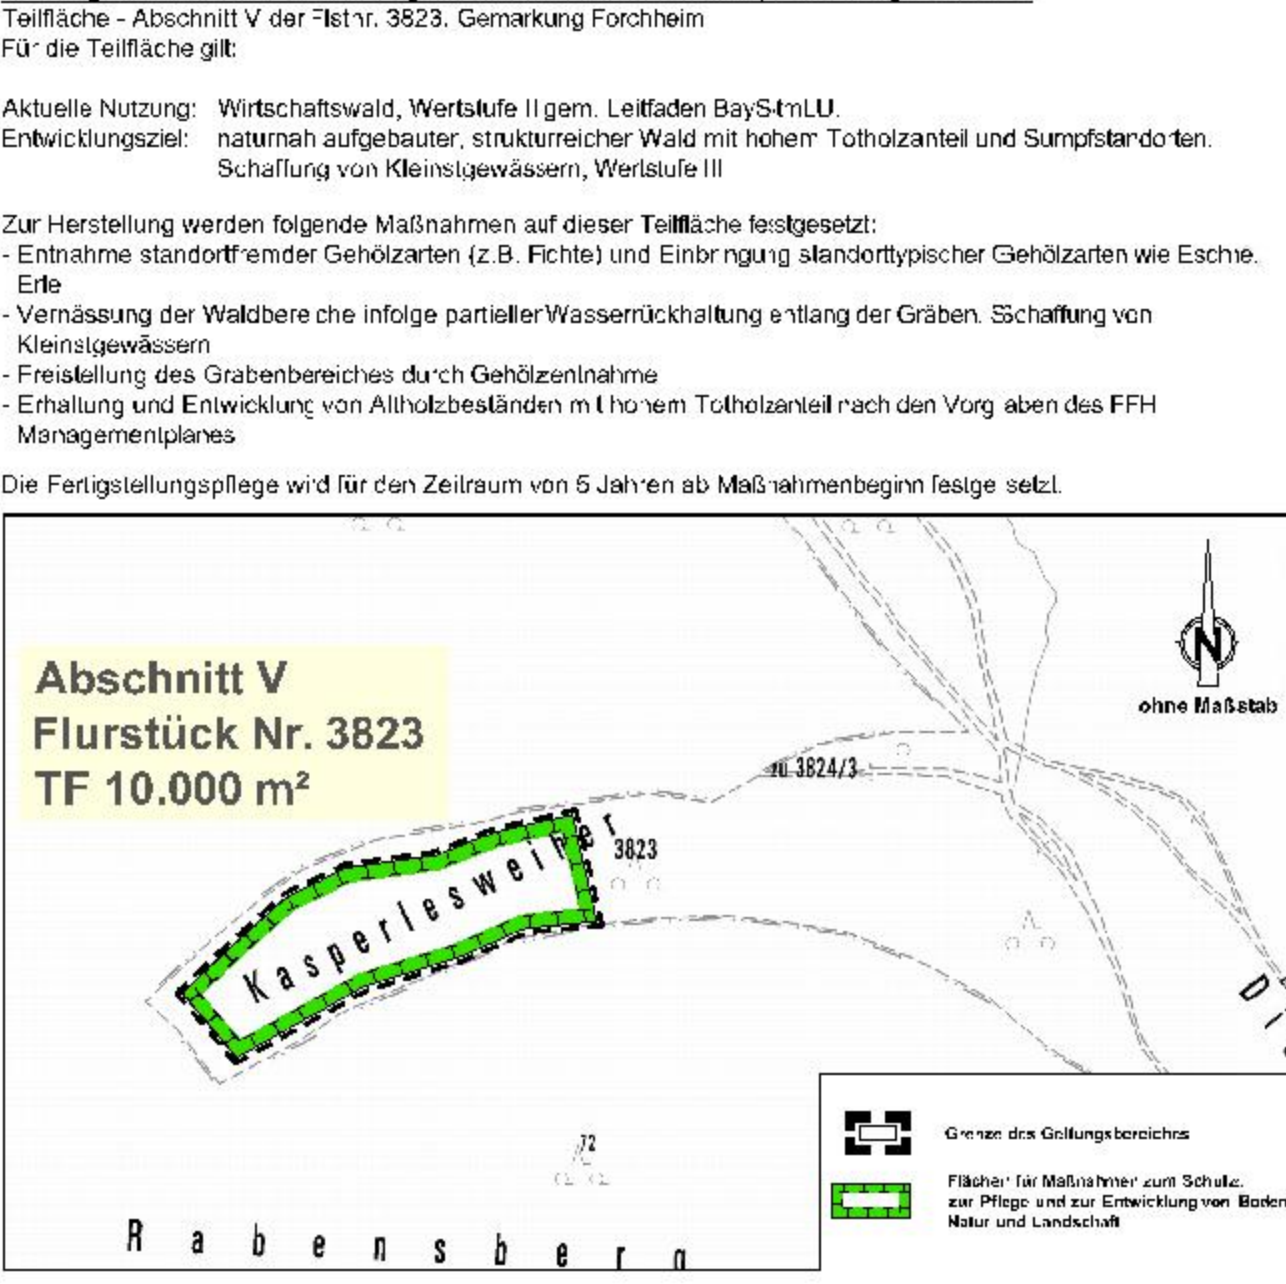 Teilfläche - Abschnitt V der Flstnr. 3823, Gemarkung Forchheim
Für die Teilfläche gilt:
Aktuelle Nutzung: Wirtschaftswald, Wertstufe II gem. Leitfaden BayStmLU.
Entwicklungsziel: naturnah aufgebauter, strukturreicher Wald mit hohem Totholzanteil und Sumpfstandorten.
Schaffung von Kleinstgewässern, Wertstufe III
Zur Herstellung werden folgende Maßnahmen auf dieser Teilfläche festgesetzt:
- Entnahme standortfremder Gehölzarten (z.B. Fichte) und Einbringung standorttypischer Gehölzarten wie Esche,
Erle
- Vernässung der Waldbereiche infolge partieller Wasserrückhaltung entlang der Gräben. Schaffung von
Kleinstgewässern
- Freistellung des Grabenbereiches durch Gehölzentnahme
- Erhaltung und Entwicklung von Altholzbeständen mit hohem Totholzanteil nach den Vorgaben des FFH
Managementplanes
Die Fertigstellungspflege wird für den Zeitraum von 5 Jahren ab Maßnahmenbeginn festgesetzt.
Abschnitt V
Flurstück Nr. 3823
TF 10.000 m²
N
ohne Maßstab
zu 3824/3
3823
Kasperlesweiher
72
Rabensberg
Di
Grenze des Geltungsbereiches
Flächen für Maßnahmen zum Schutz,
zur Pflege und zur Entwicklung von Boden
Natur und Landschaft